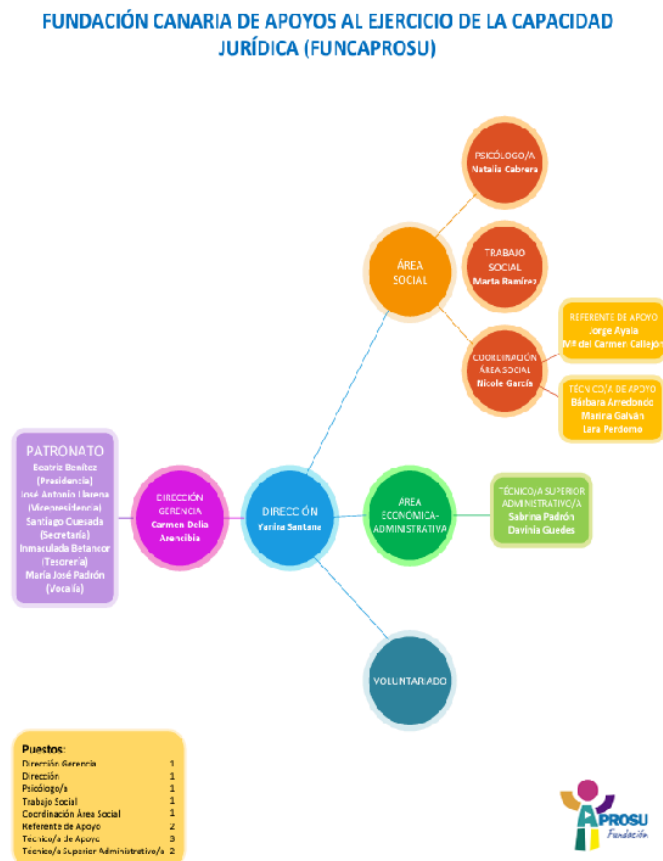 FUNDACIÓN CANARIA DE APOYOS AL EJERCICIO DE LA CAPACIDAD
JURÍDICA (FUNCAPROSU)
PSICÓLOGO/A
Natalia Cabrera
ÁREA
SOCIAL
TRABAJO
SOCIAL
Marta Ramírez
COORDINACIÓN
ÁREA SOCIAL
Nicole García
REFERENTE DE APOYO
Jorge Ayala
Mª del Carmen Callejón
TÉCNICO/A DE APOYO
Bárbara Arredondo
Marina Galván
Lara Perdomo
PATRONATO
Beatriz Benítez
(Presidencia)
José Antonio Llarena
(Vicepresidencia)
Santiago Quesada
(Secretaría)
Inmaculada Betancor
(Tesorería)
María José Padrón
(Vocalía)
DIRECCIÓN
GERENCIA
Carmen Delia
Arencibia
DIRECCIÓN
Yurina Santana
ÁREA
ECONÓMICA-
ADMINISTRATIVA
TÉCNICO/A SUPERIOR
ADMINISTRATIVO/A
Sabrina Padrón
Davinia Guedes
VOLUNTARIADO
Puestos:
Dirección Gerencia 1
Dirección 1
Psicólogo/a 1
Trabajo Social 1
Coordinación Área Social 1
Referente de Apoyo 2
Técnico/a de Apoyo 3
Técnico/a Superior Administrativo/a 2
APROSU
Fundación